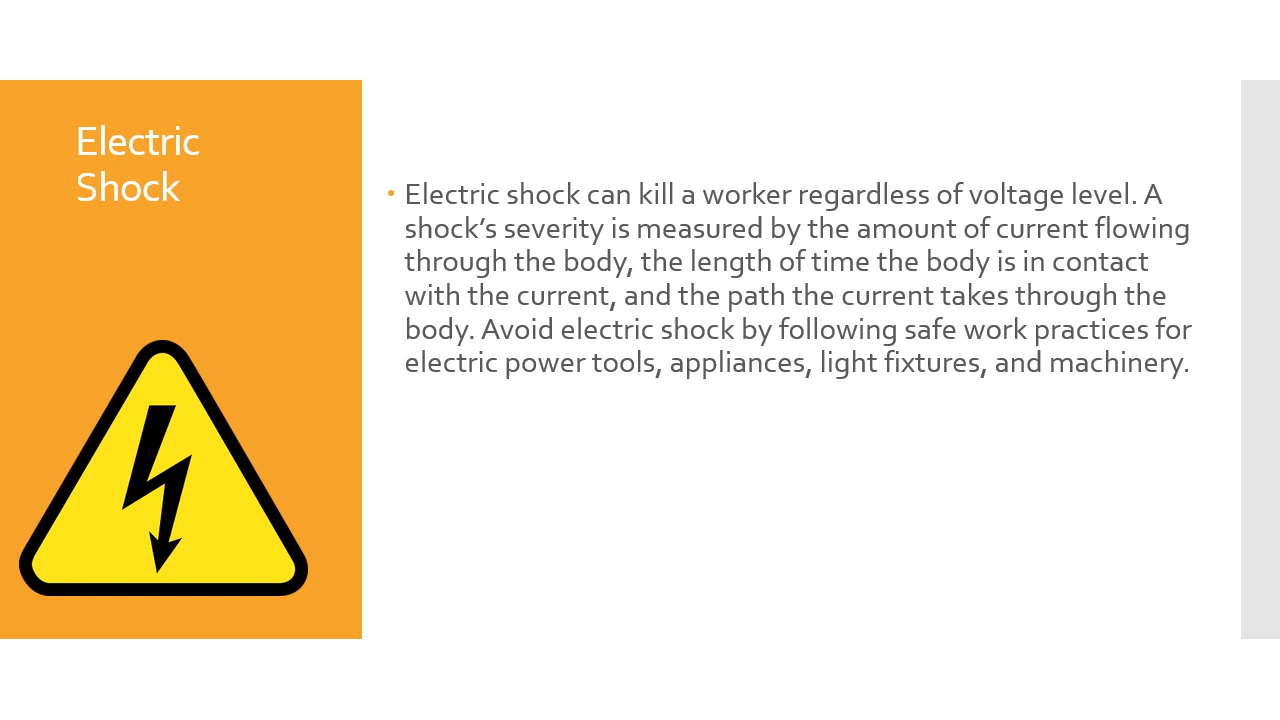 Electric
Shock
• Electric shock can kill a worker regardless of voltage level. A
shock’s severity is measured by the amount of current flowing
through the body, the length of time the body is in contact
with the current, and the path the current takes through the
body. Avoid electric shock by following safe work practices for
electric power tools, appliances, light fixtures, and machinery.